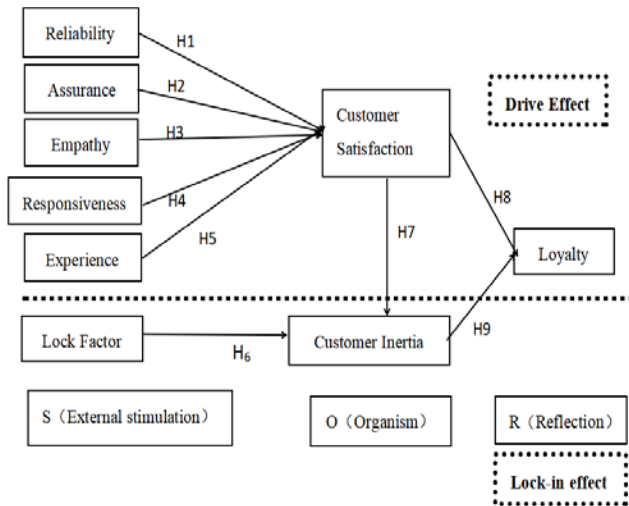 Reliability
H1
Assurance
H2
Empathy
H3
Responsiveness
H4
Experience
H5
Customer
Satisfaction
Drive Effect
H7
H8
Loyalty
Lock Factor
H6
Customer Inertia
H9
S（External stimulation）
O（Organism）
R（Reflection）
Lock-in effect